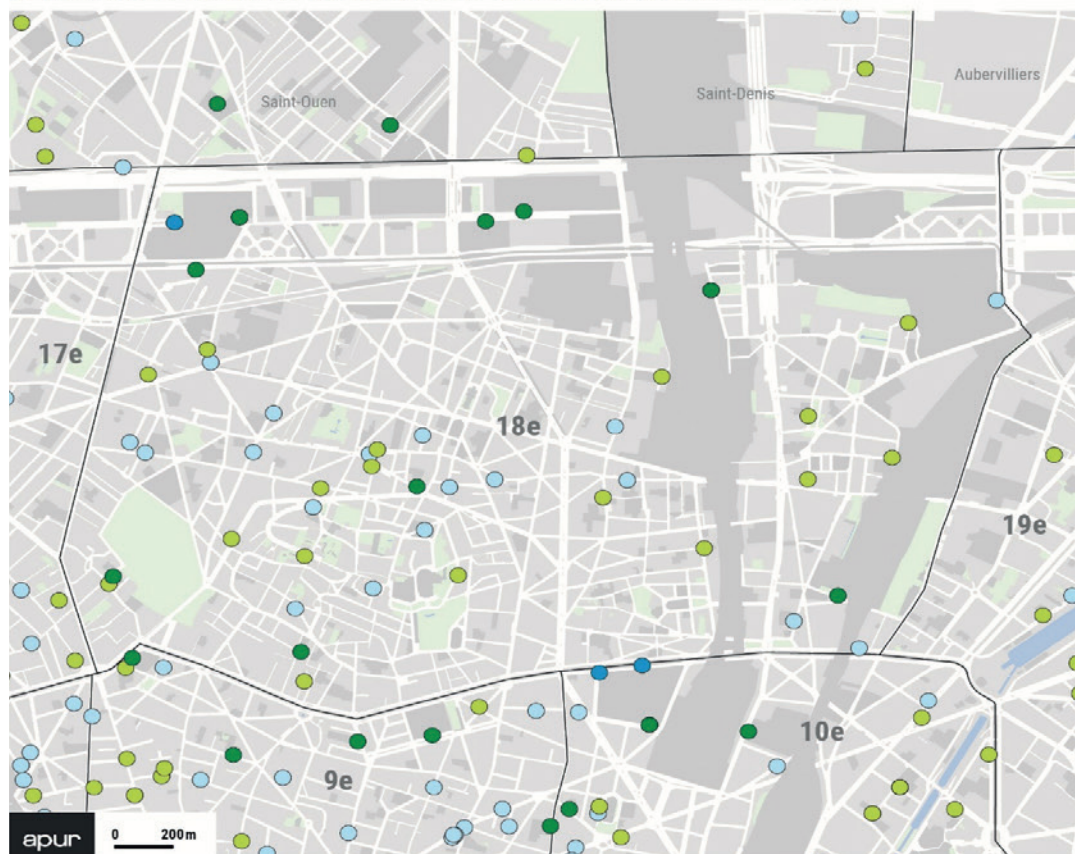 Saint-Ouen
Saint-Denis
Aubervilliers
17e
18e
19e
10e
9e
apur
0 200m